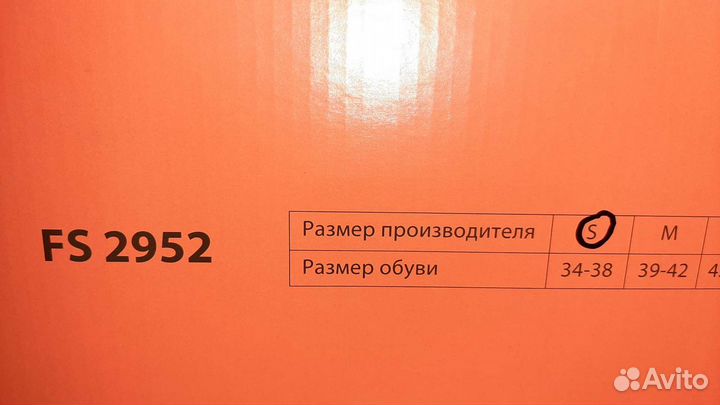 FS 2952
Размер производителя S M
Размер обуви 34-38 39-42
Avito